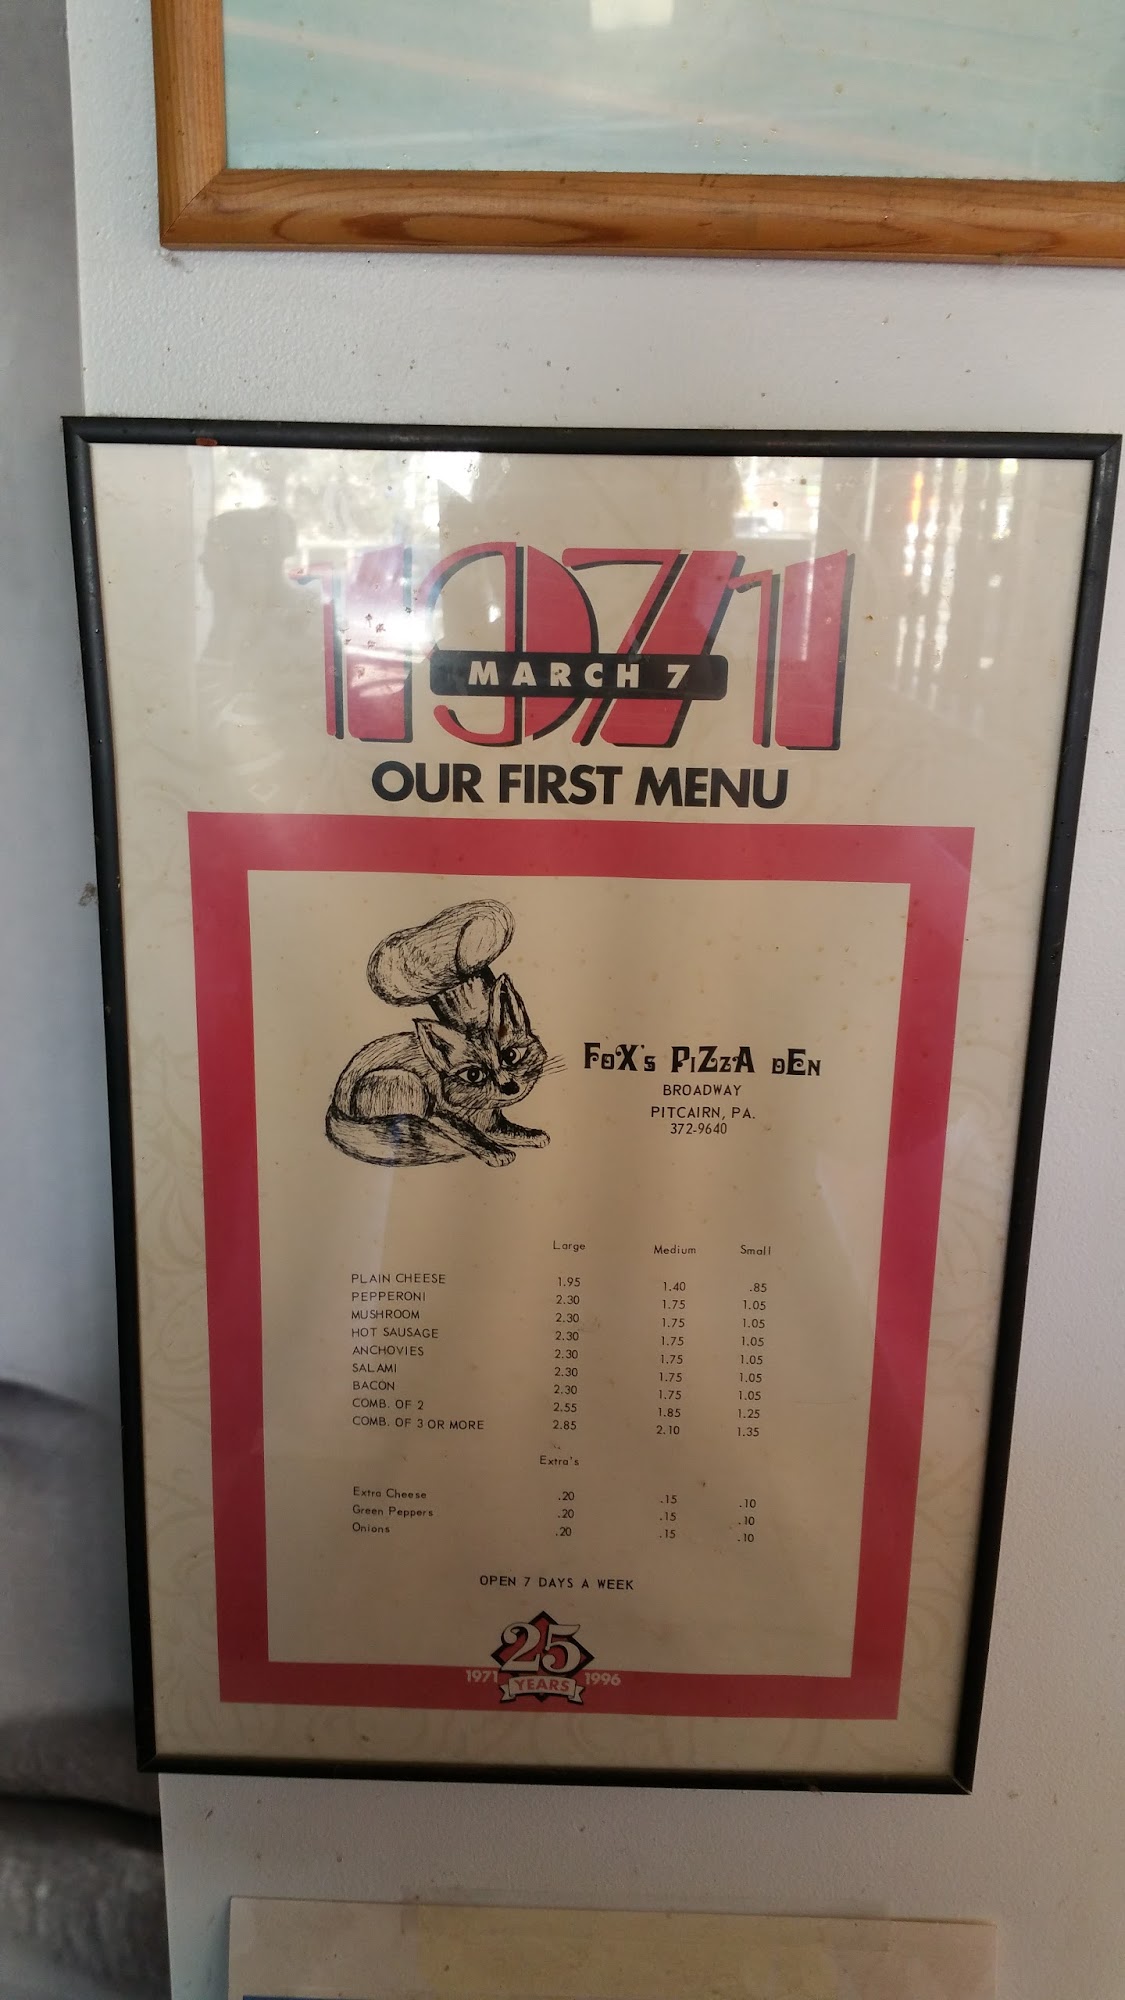 1971
MARCH 7
OUR FIRST MENU
FOX'S PIZZA DEN
BROADWAY
PITCAIRN, PA.
372-9640
Large Medium Small
PLAIN CHEESE 1.95 1.40 .85
PEPPERONI 2.30 1.75 1.05
MUSHROOM 2.30 1.75 1.05
HOT SAUSAGE 2.30 1.75 1.05
ANCHOVIES 2.30 1.75 1.05
SALAMI 2.30 1.75 1.05
BACON 2.30 1.75 1.05
COMB. OF 2 2.55 1.85 1.25
COMB. OF 3 OR MORE 2.85 2.10 1.35
Extra's
Extra Cheese .20 .15 .10
Green Peppers .20 .15 .10
Onions .20 .15 .10
OPEN 7 DAYS A WEEK
25
1971 YEARS 1996